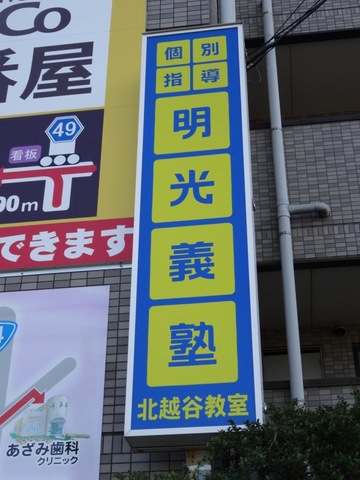 Co
番屋
49
看板
00m
できます
個別
指導
明
光
義
塾
北越谷教室
あざみ歯科
クリニック